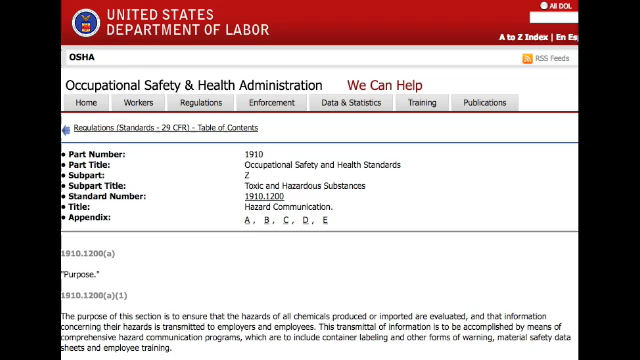 UNITED STATES
DEPARTMENT OF LABOR
All DOL
A to Z Index | En Es
OSHA
RSS Feeds
Occupational Safety & Health Administration We Can Help
Home Workers Regulations Enforcement Data & Statistics Training Publications
Regulations (Standards - 29 CFR) - Table of Contents
• Part Number: 1910
• Part Title: Occupational Safety and Health Standards
• Subpart: Z
• Subpart Title: Toxic and Hazardous Substances
• Standard Number: 1910.1200
• Title: Hazard Communication.
• Appendix: A , B , C , D , E
1910.1200(a)
"Purpose."
1910.1200(a)(1)
The purpose of this section is to ensure that the hazards of all chemicals produced or imported are evaluated, and that information
concerning their hazards is transmitted to employers and employees. This transmittal of information is to be accomplished by means of
comprehensive hazard communication programs, which are to include container labeling and other forms of warning, material safety data
sheets and employee training.